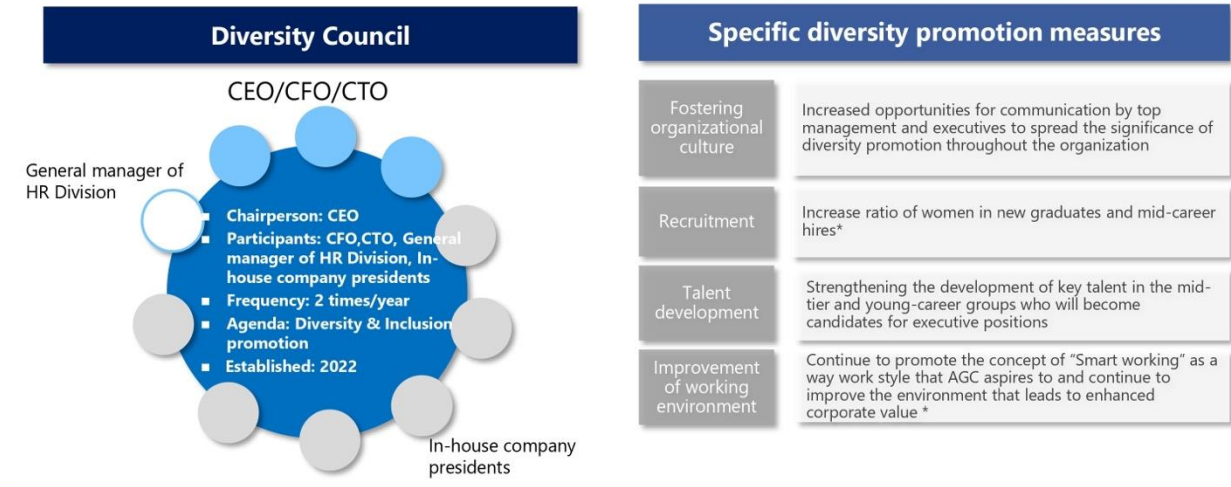 Diversity Council
CEO/CFO/CTO
General manager of
HR Division
▪ Chairperson: CEO
▪ Participants: CFO,CTO, General
manager of HR Division, In-
house company presidents
▪ Frequency: 2 times/year
▪ Agenda: Diversity & Inclusion
promotion
▪ Established: 2022
In-house company
presidents
Specific diversity promotion measures
Fostering
organizational
culture
Increased opportunities for communication by top
management and executives to spread the significance of
diversity promotion throughout the organization
Recruitment
Increase ratio of women in new graduates and mid-career
hires*
Talent
development
Strengthening the development of key talent in the mid-
tier and young-career groups who will become
candidates for executive positions
Improvement
of working
environment
Continue to promote the concept of “Smart working” as a
way work style that AGC aspires to and continue to
improve the environment that leads to enhanced
corporate value *